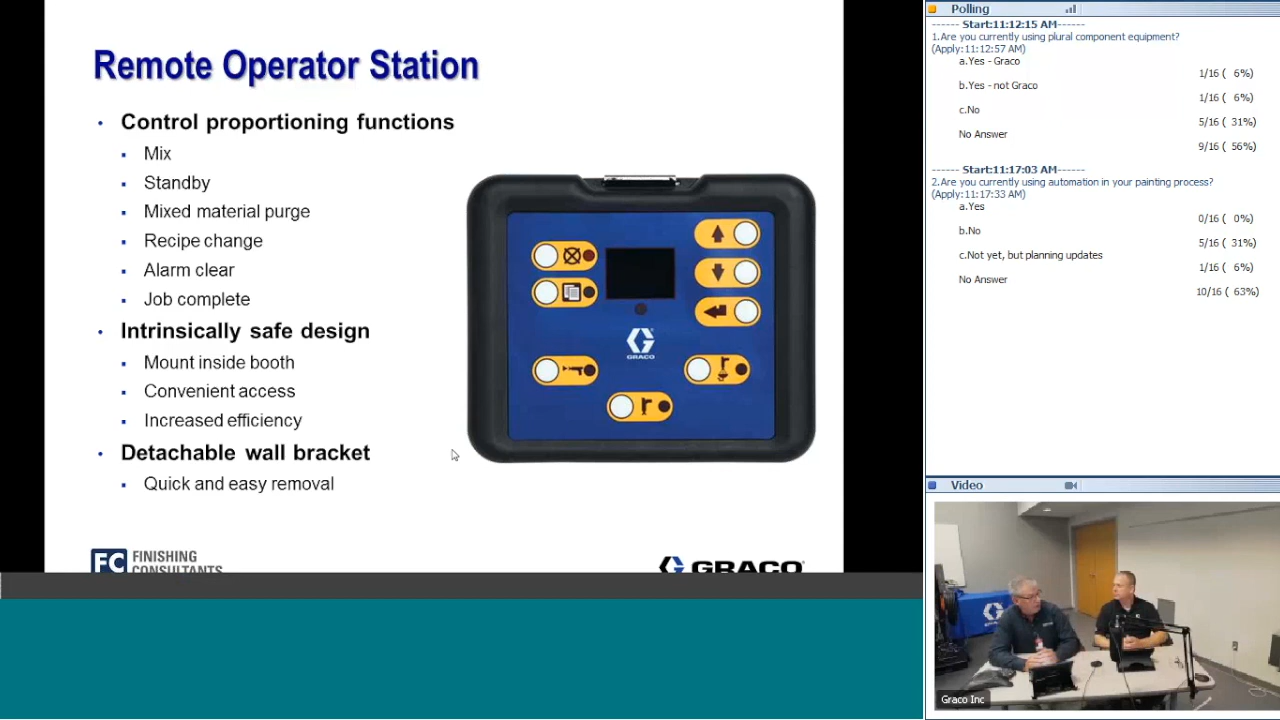 Remote Operator Station
Control proportioning functions
Mix
Standby
Mixed material purge
Recipe change
Alarm clear
Job complete
Intrinsically safe design
Mount inside booth
Convenient access
Increased efficiency
Detachable wall bracket
Quick and easy removal
GRACO
FC FINISHING
CONSULTANTS
GRACO
Polling
------ Start:11:12:15 AM------
1.Are you currently using plural component equipment?
(Apply:11:12:57 AM)
a.Yes - Graco
1/16 ( 6%)
b.Yes - not Graco
1/16 ( 6%)
c.No
5/16 ( 31%)
No Answer
9/16 ( 56%)
------ Start:11:17:03 AM------
2.Are you currently using automation in your painting process?
(Apply:11:17:33 AM)
a.Yes
0/16 ( 0%)
b.No
5/16 ( 31%)
c.Not yet, but planning updates
1/16 ( 6%)
No Answer
10/16 ( 63%)
Video
Graco Inc